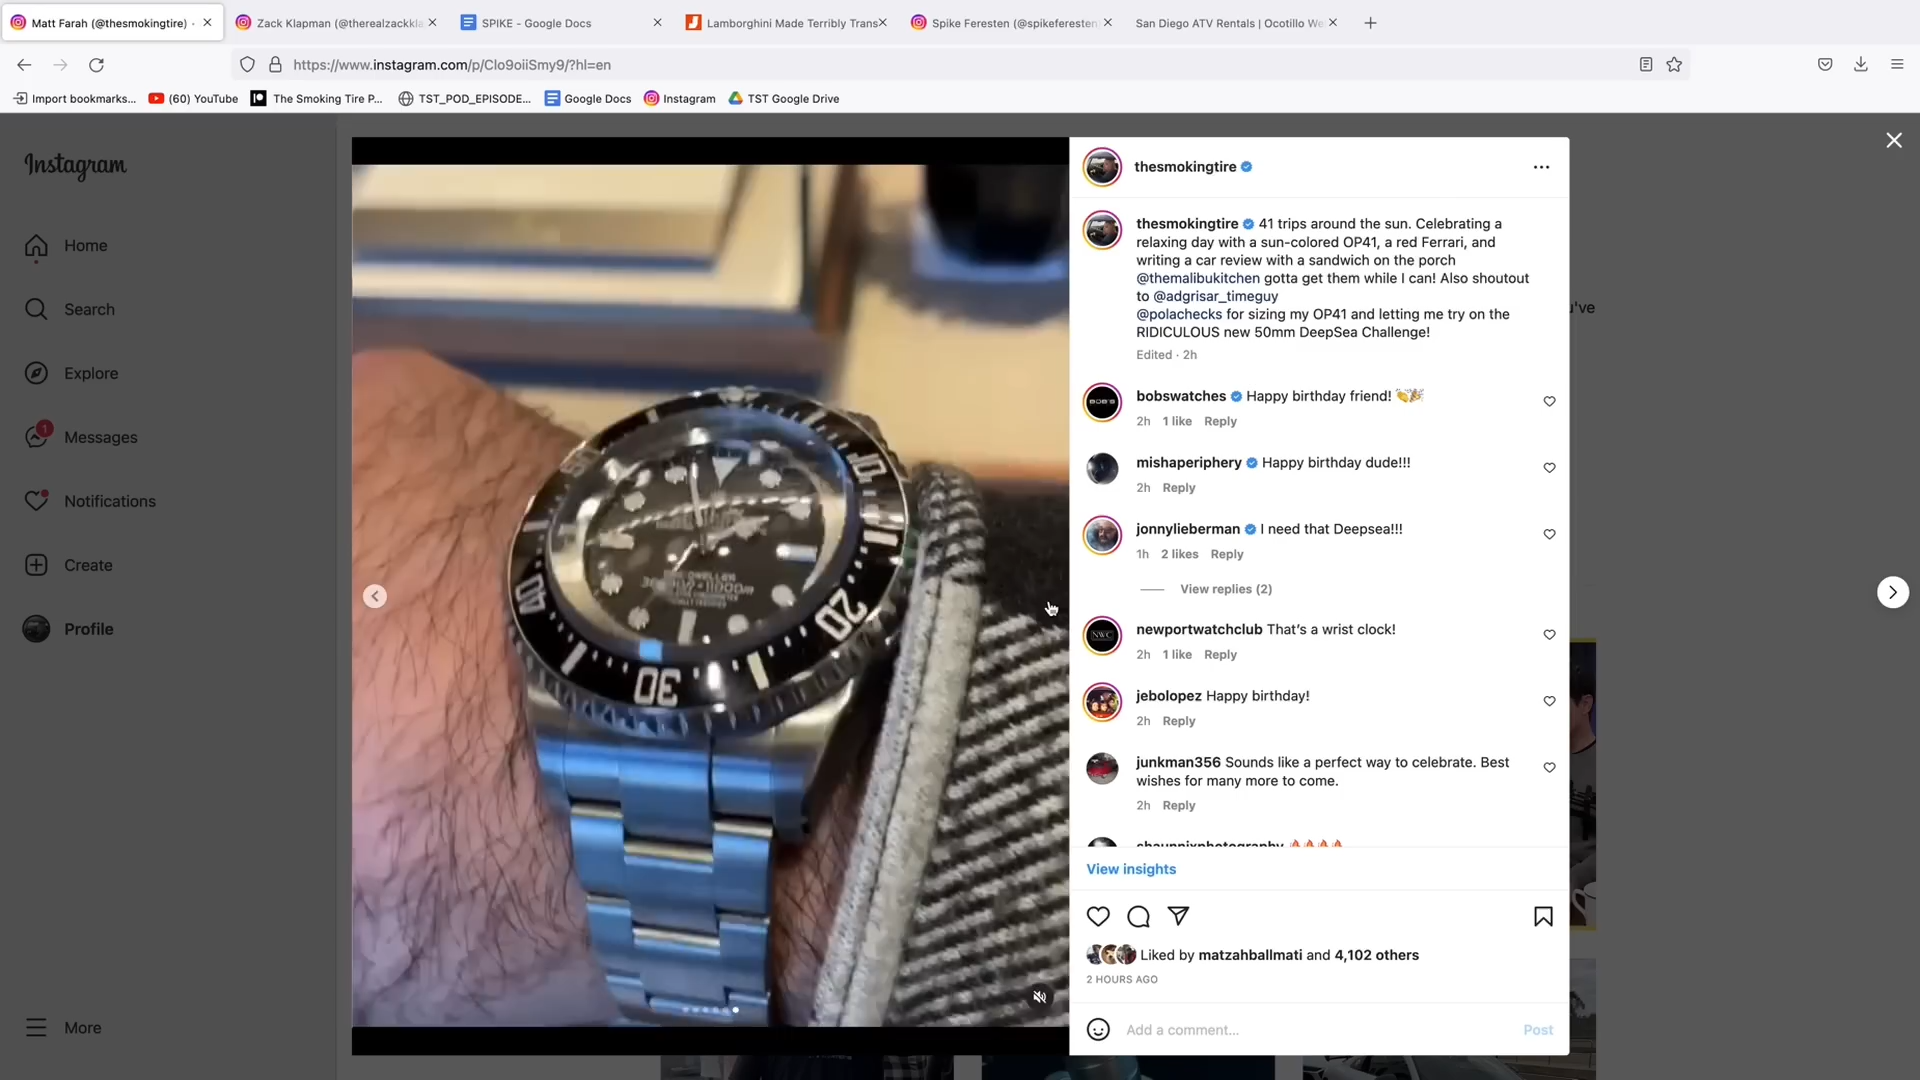 Matt Farah (@thesmokingtire) ·
Zack Klapman (@therealzackkla
SPIKE - Google Docs
Lamborghini Made Terribly Trans
Spike Feresten (@spikeferesten
San Diego ATV Rentals | Ocotillo We
https://www.instagram.com/p/Clo9oiiSmy9/?hl=en
Import bookmarks...
(60) YouTube
The Smoking Tire P...
TST_POD_EPISODE...
Google Docs
Instagram
TST Google Drive
Instagram
Home
Search
Explore
1
Messages
Notifications
Create
Profile
More
10
20
30
40
thesmokingtire
thesmokingtire 41 trips around the sun. Celebrating a
relaxing day with a sun-colored OP41, a red Ferrari, and
writing a car review with a sandwich on the porch
@themalibukitchen gotta get them while I can! Also shoutout
to @adgrisar_timeguy
@polachecks for sizing my OP41 and letting me try on the
RIDICULOUS new 50mm DeepSea Challenge!
Edited · 2h
bobswatches Happy birthday friend! 👏🎉
2h 1 like Reply
mishaperiphery Happy birthday dude!!!
2h Reply
jonnylieberman I need that Deepsea!!!
1h 2 likes Reply
View replies (2)
newportwatchclub That's a wrist clock!
NWC
2h 1 like Reply
jebolopez Happy birthday!
2h Reply
junkman356 Sounds like a perfect way to celebrate. Best
wishes for many more to come.
2h Reply
shaunnixphotography 🔥🔥🔥🔥
View insights
Liked by matzahballmati and 4,102 others
2 HOURS AGO
Add a comment...
Post
u've